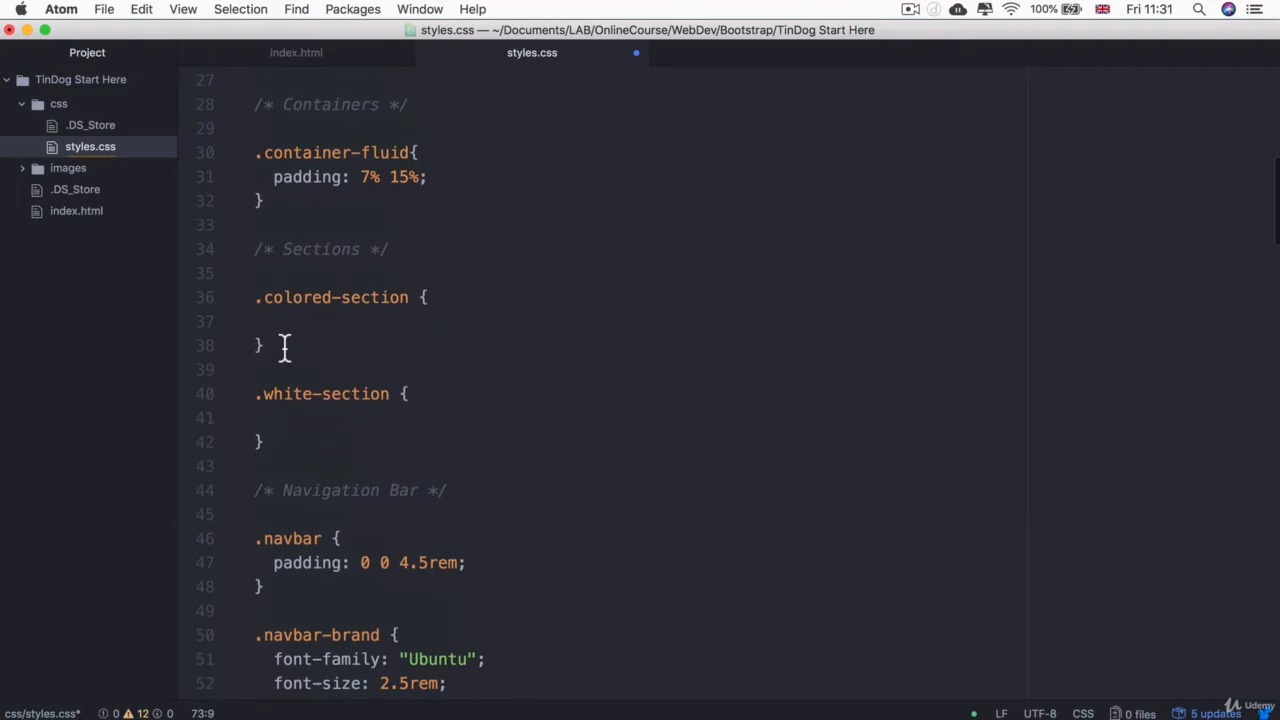 Atom File Edit View Selection Find Packages Window Help 100% Fri 11:31
styles.css — ~/Documents/LAB/OnlineCourse/WebDev/Bootstrap/TinDog Start Here
Project index.html styles.css
TinDog Start Here
css
.DS_Store
styles.css
images
.DS_Store
index.html
27
28 /* Containers */
29
30 .container-fluid{
31 padding: 7% 15%;
32 }
33
34 /* Sections */
35
36 .colored-section {
37
38 }
39
40 .white-section {
41
42 }
43
44 /* Navigation Bar */
45
46 .navbar {
47 padding: 0 0 4.5rem;
48 }
49
50 .navbar-brand {
51 font-family: "Ubuntu";
52 font-size: 2.5rem;
Udemy
css/styles.css* 0 12 0 73:9 LF UTF-8 CSS 0 files 5 updates